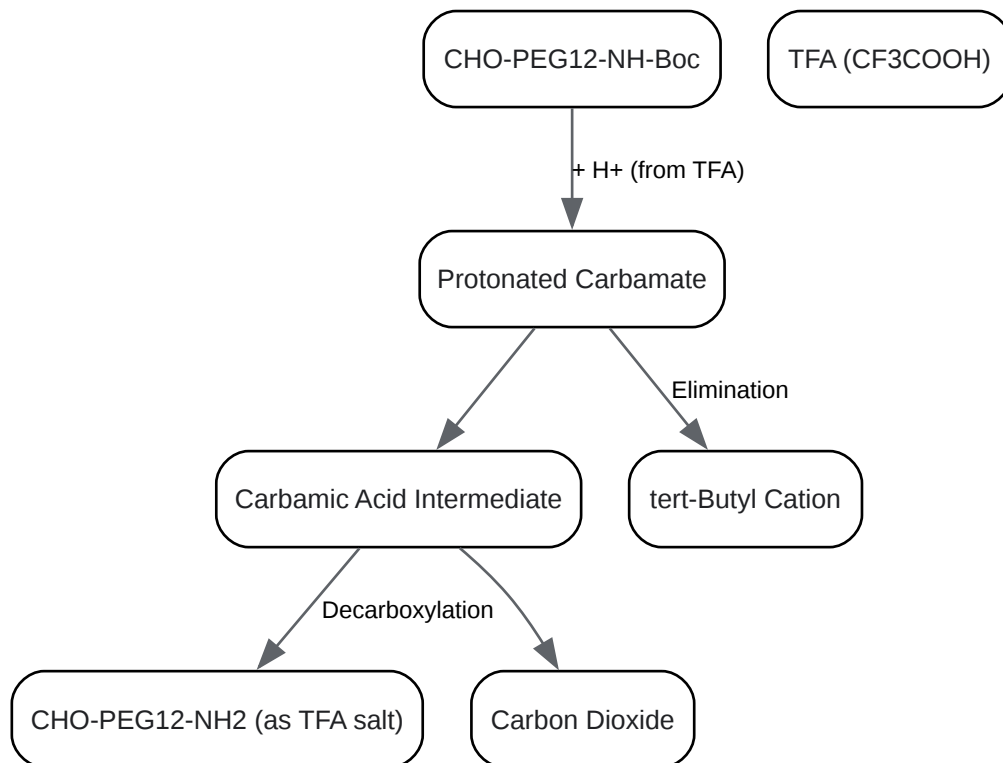 CHO-PEG12-NH-Boc
TFA (CF3COOH)
+ H+ (from TFA)
Protonated Carbamate
Elimination
Carbamic Acid Intermediate
tert-Butyl Cation
Decarboxylation
CHO-PEG12-NH2 (as TFA salt)
Carbon Dioxide